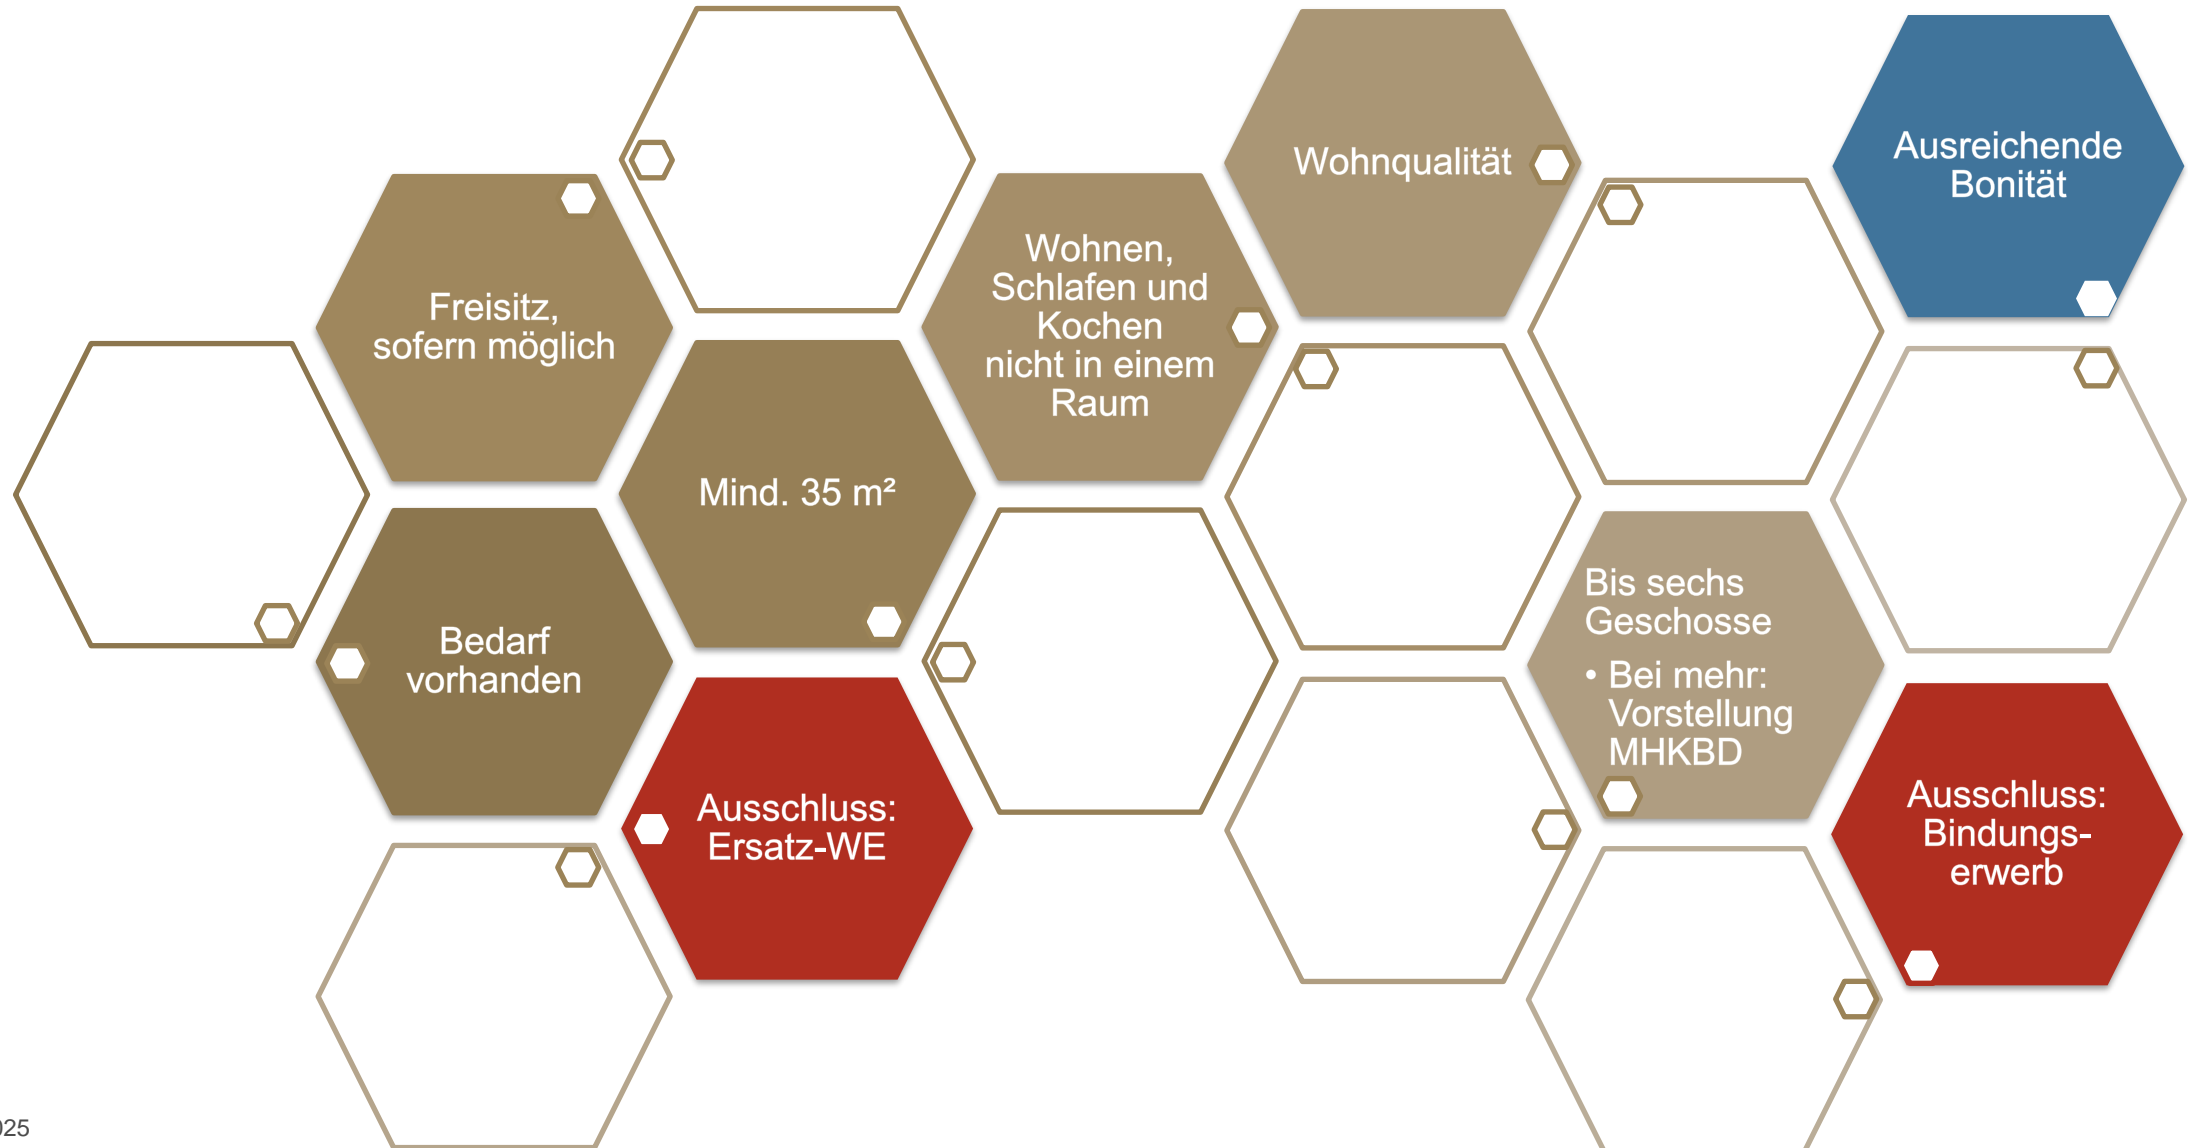 Freisitz,
sofern möglich
Bedarf
vorhanden
Mind. 35 m²
Ausschluss:
Ersatz-WE
Wohnen,
Schlafen und
Kochen
nicht in einem
Raum
Wohnqualität
Bis sechs
Geschosse
• Bei mehr:
Vorstellung
MHKBD
Ausreichende
Bonität
Ausschluss:
Bindungs-
erwerb
025